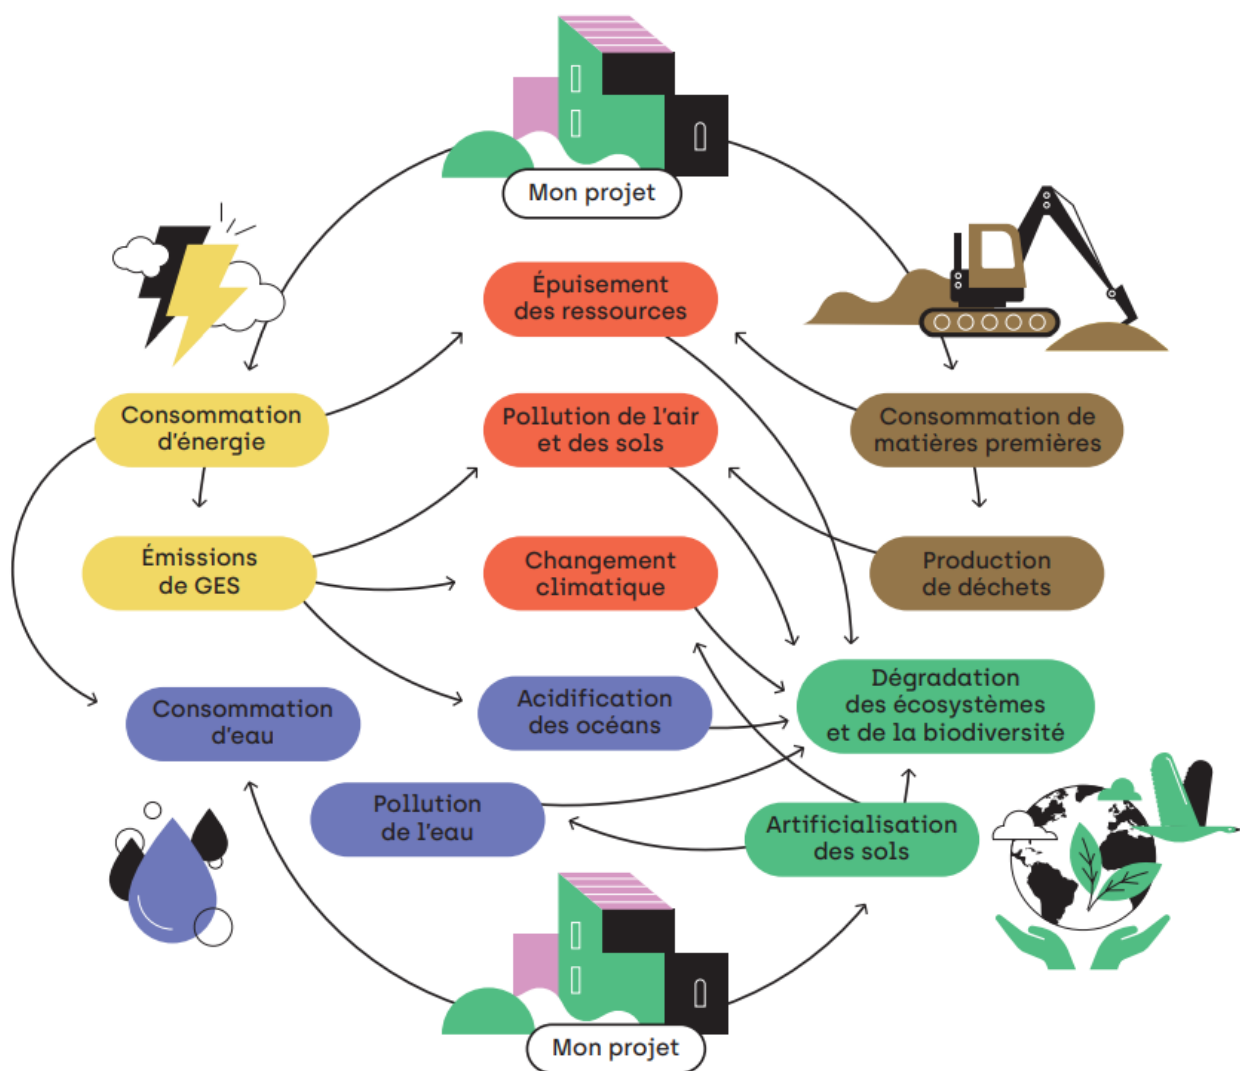 Mon projet
Épuisement
des ressources
Consommation
d'énergie
Pollution de l'air
et des sols
Consommation de
matières premières
Émissions
de GES
Changement
climatique
Production
de déchets
Consommation
d'eau
Acidification
des océans
Dégradation
des écosystèmes
et de la biodiversité
Pollution
de l'eau
Artificialisation
des sols
Mon projet